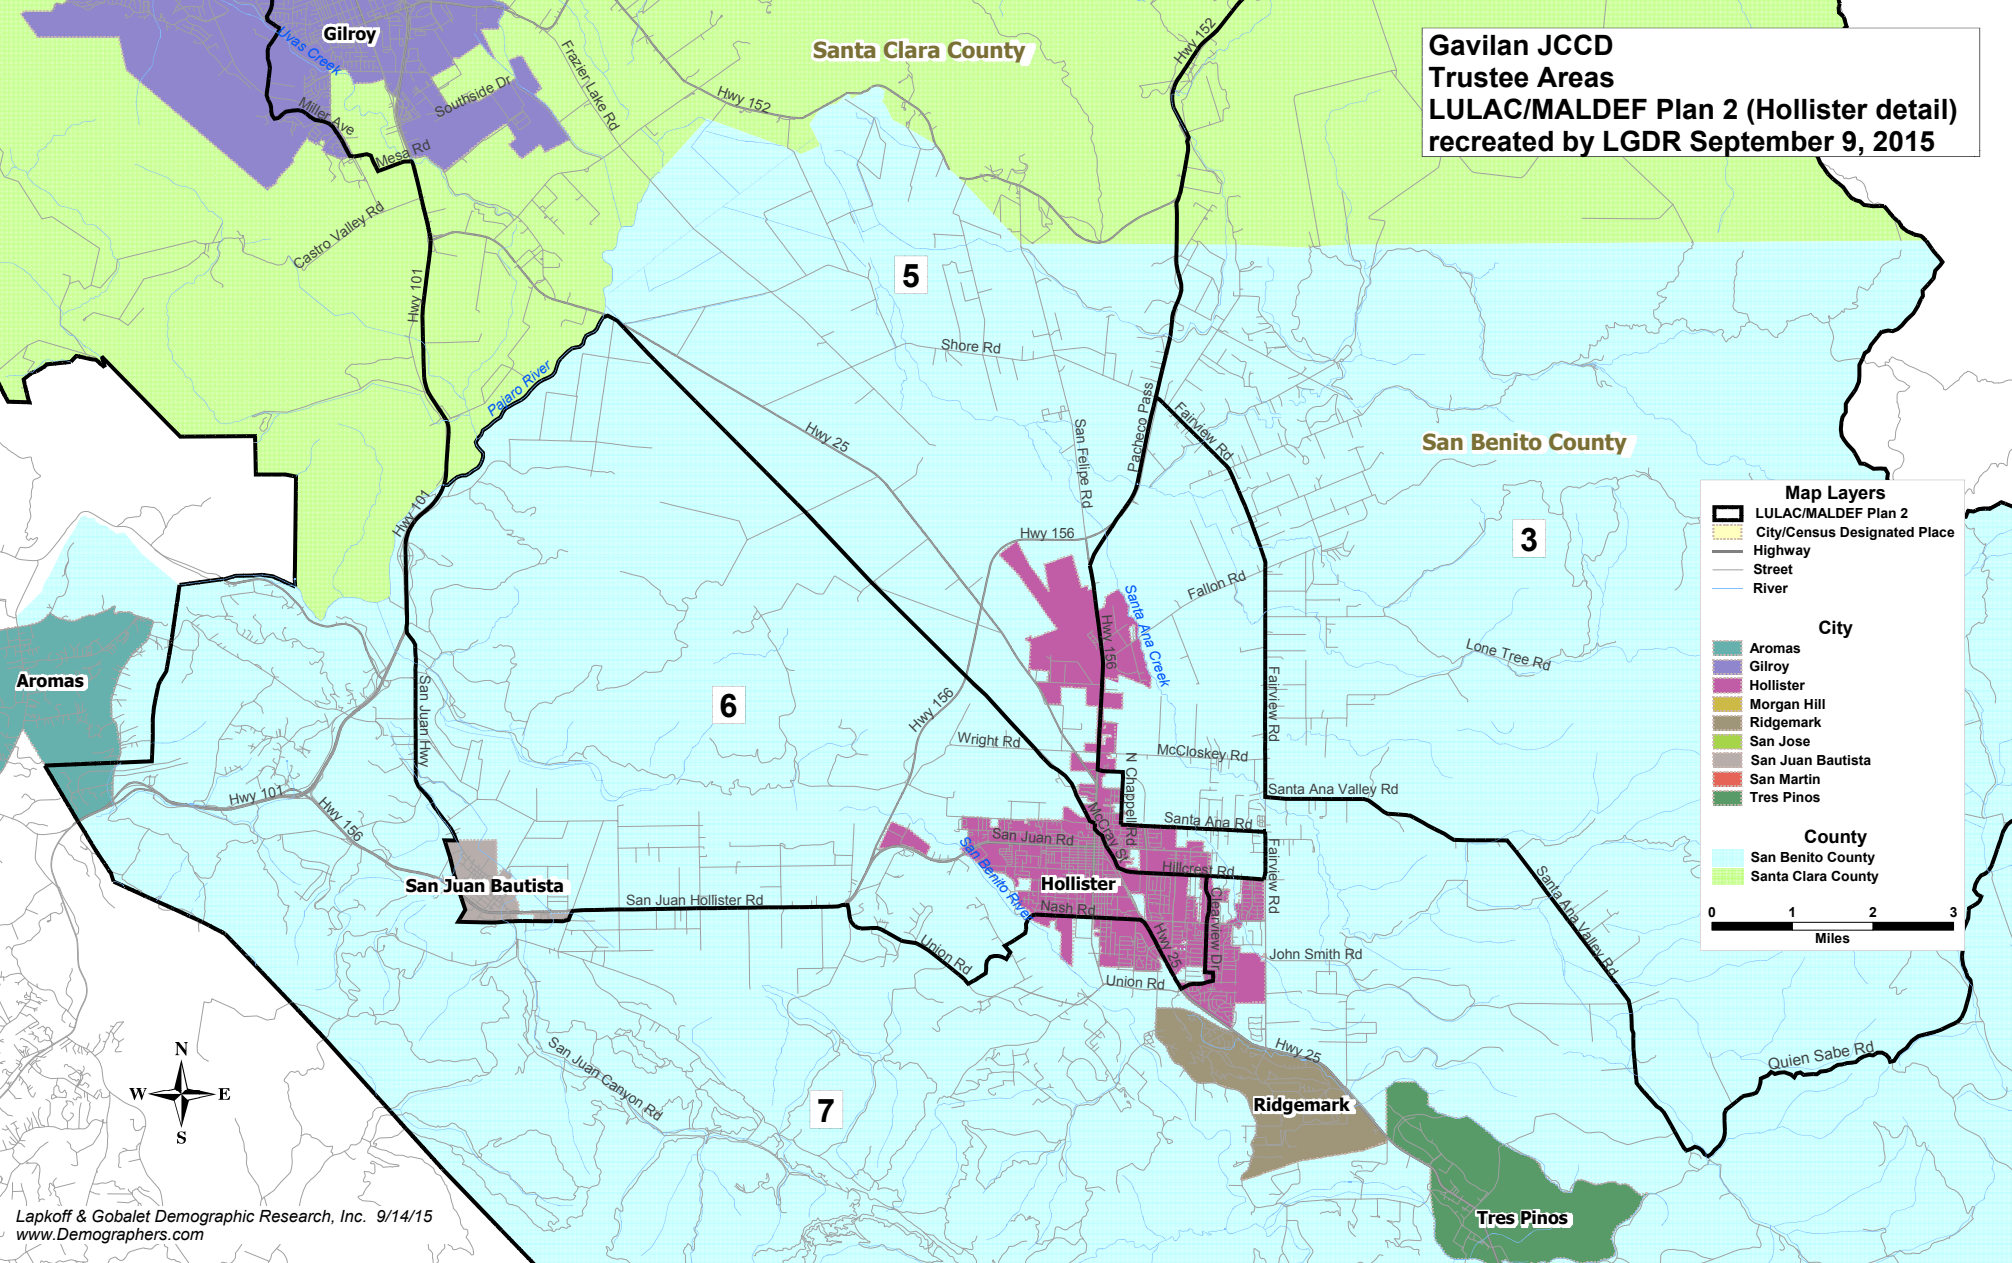 Gavilan JCCD
Trustee Areas
LULAC/MALDEF Plan 2 (Hollister detail)
recreated by LGDR September 9, 2015
Gilroy
Uvas Creek
Santa Clara County
Hwy 152
Frazier Lake Rd
Hwy 152
Southside Dr
Miller Ave
Mesa Rd
Castro Valley Rd
Hwy 101
5
Shore Rd
Pajaro River
Pacheco Pass
Fairview Rd
Hwy 25
San Felipe Rd
San Benito County
Hwy 101
Hwy 156
3
Fallon Rd
Santa Ana Creek
Hwy 156
Lone Tree Rd
Aromas
San Juan Hwy
6
Hwy 156
Fairview Rd
Wright Rd
McCloskey Rd
N Chappell Rd
Santa Ana Valley Rd
Hwy 101
Hwy 156
McCray St
Santa Ana Rd
San Juan Rd
Fairview Rd
Hillcrest Rd
San Benito River
Hollister
San Juan Bautista
San Juan Hollister Rd
Nash Rd
Clearview Dr
Hwy 25
Santa Ana Valley Rd
Union Rd
John Smith Rd
Union Rd
Hwy 25
Quien Sabe Rd
San Juan Canyon Rd
7
Ridgemark
Tres Pinos
Map Layers
LULAC/MALDEF Plan 2
City/Census Designated Place
Highway
Street
River
City
Aromas
Gilroy
Hollister
Morgan Hill
Ridgemark
San Jose
San Juan Bautista
San Martin
Tres Pinos
County
San Benito County
Santa Clara County
0 1 2 3
Miles
N
W E
S
Lapkoff & Gobalet Demographic Research, Inc. 9/14/15
www.Demographers.com